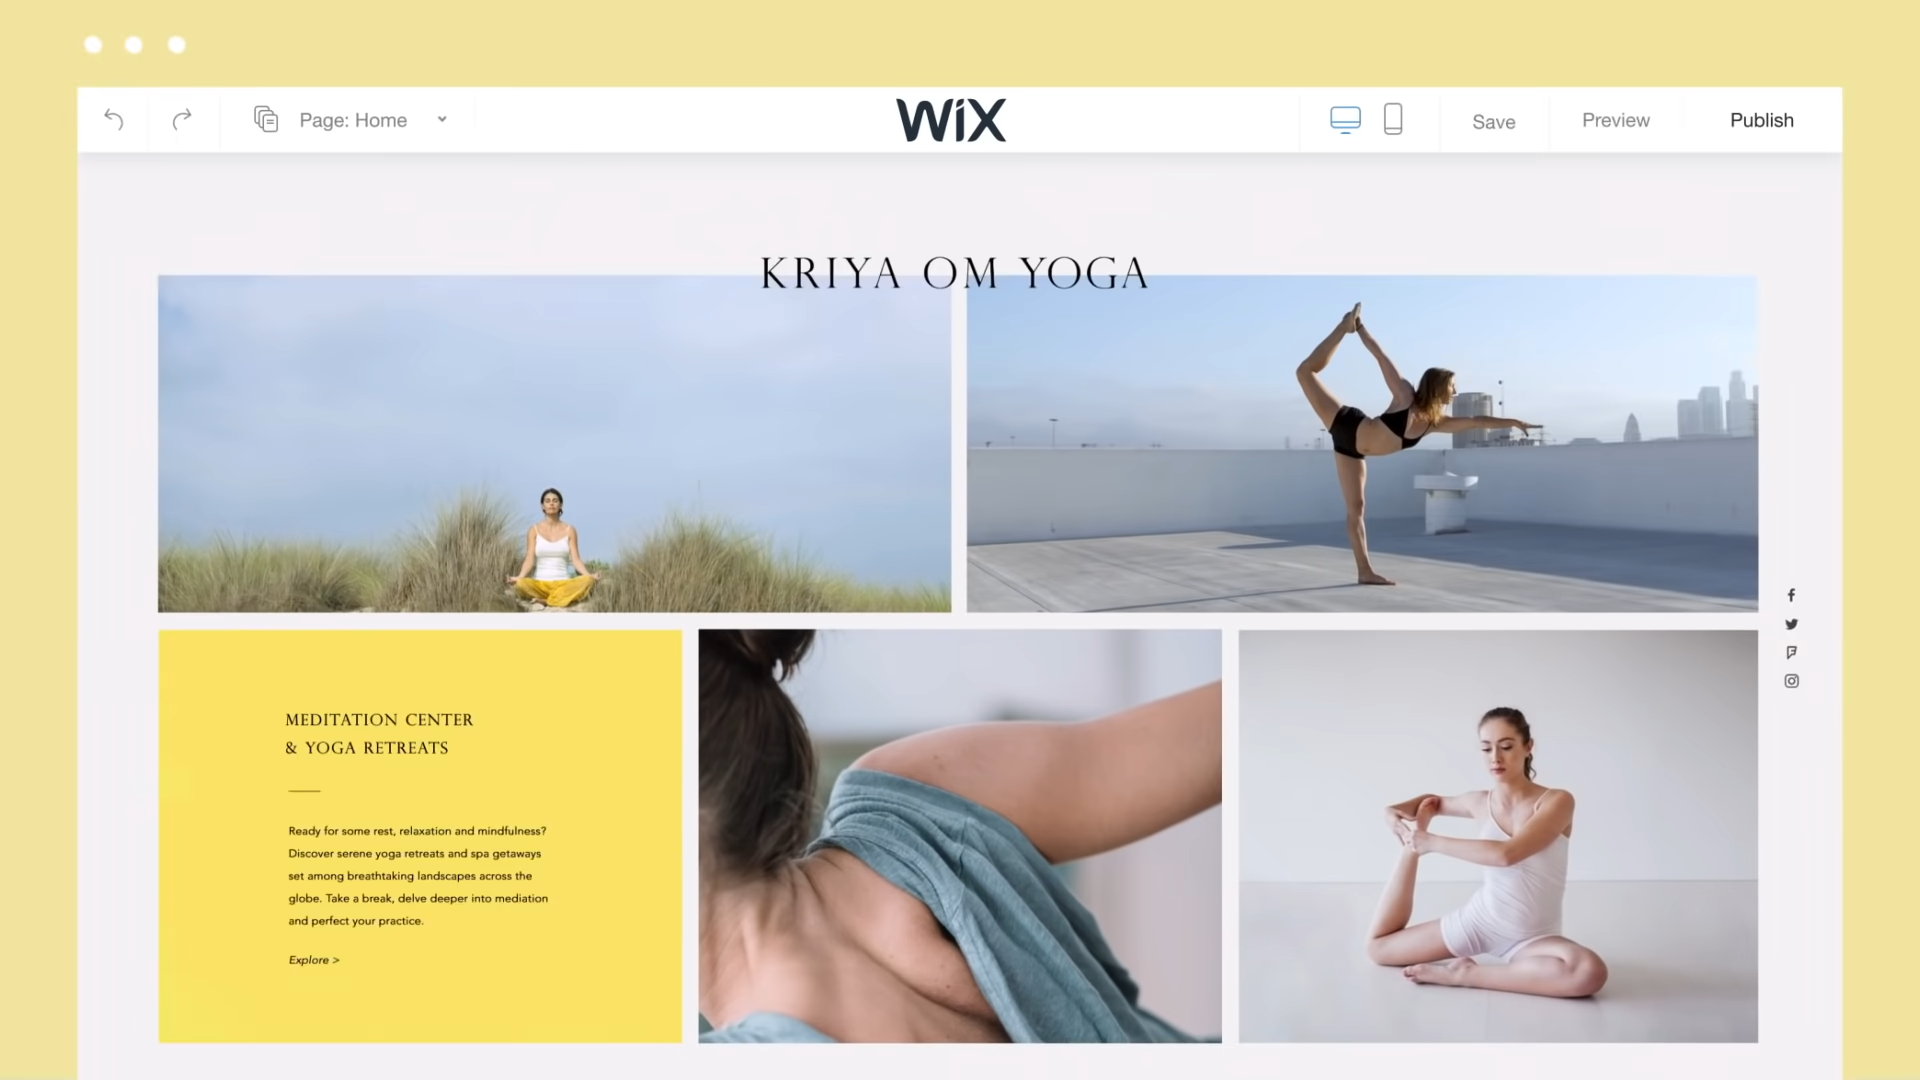 Page: Home
WiX
Save
Preview
Publish
KRIYA OM YOGA
MEDITATION CENTER
& YOGA RETREATS
Ready for some rest, relaxation and mindfulness?
Discover serene yoga retreats and spa getaways
set among breathtaking landscapes across the
globe. Take a break, delve deeper into mediation
and perfect your practice.
Explore >